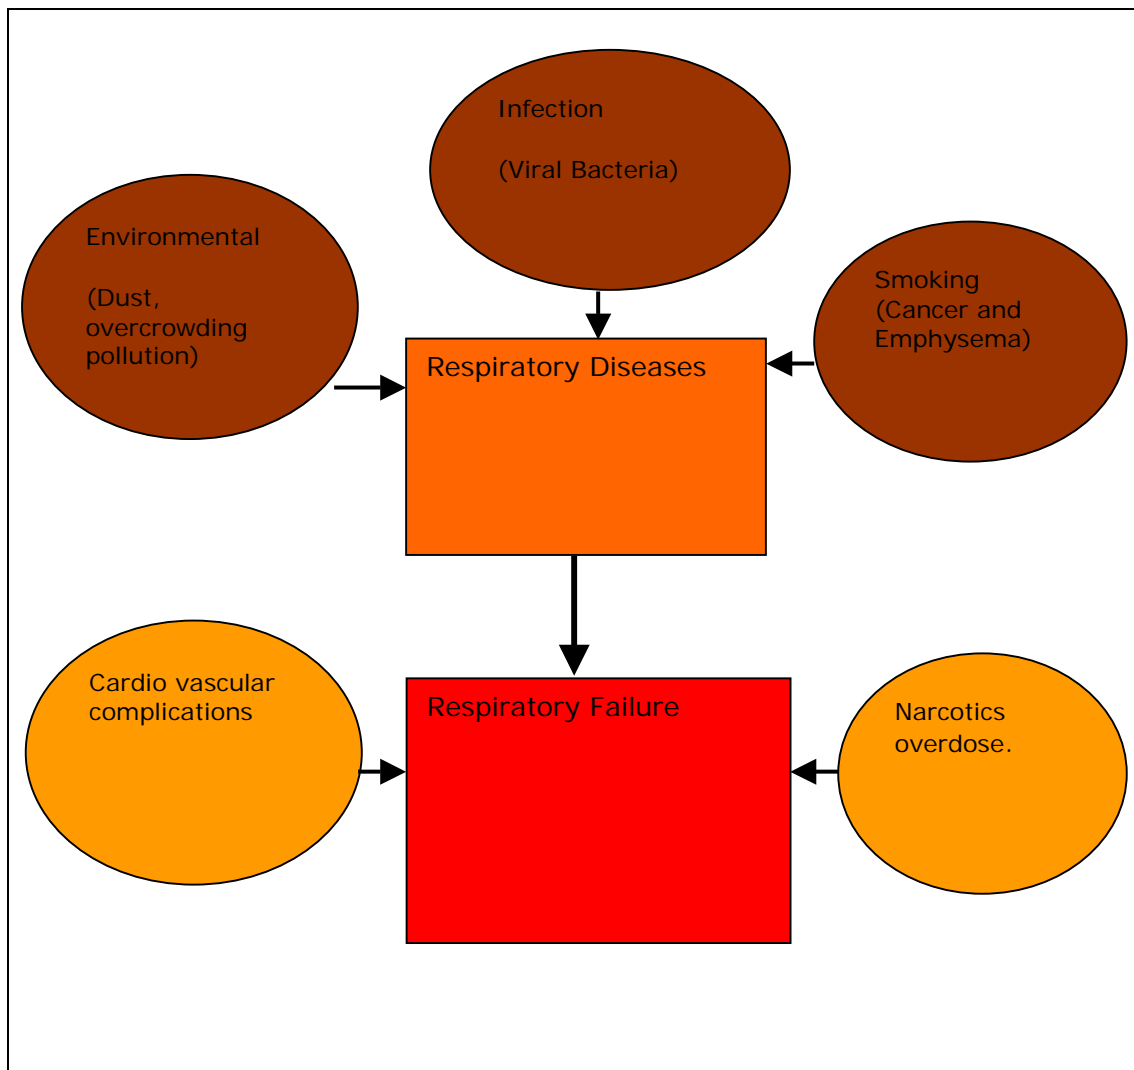 Infection
(Viral Bacteria)
Environmental
(Dust,
overcrowding
pollution)
Smoking
(Cancer and
Emphysema)
Respiratory Diseases
Cardio vascular
complications
Respiratory Failure
Narcotics
overdose.